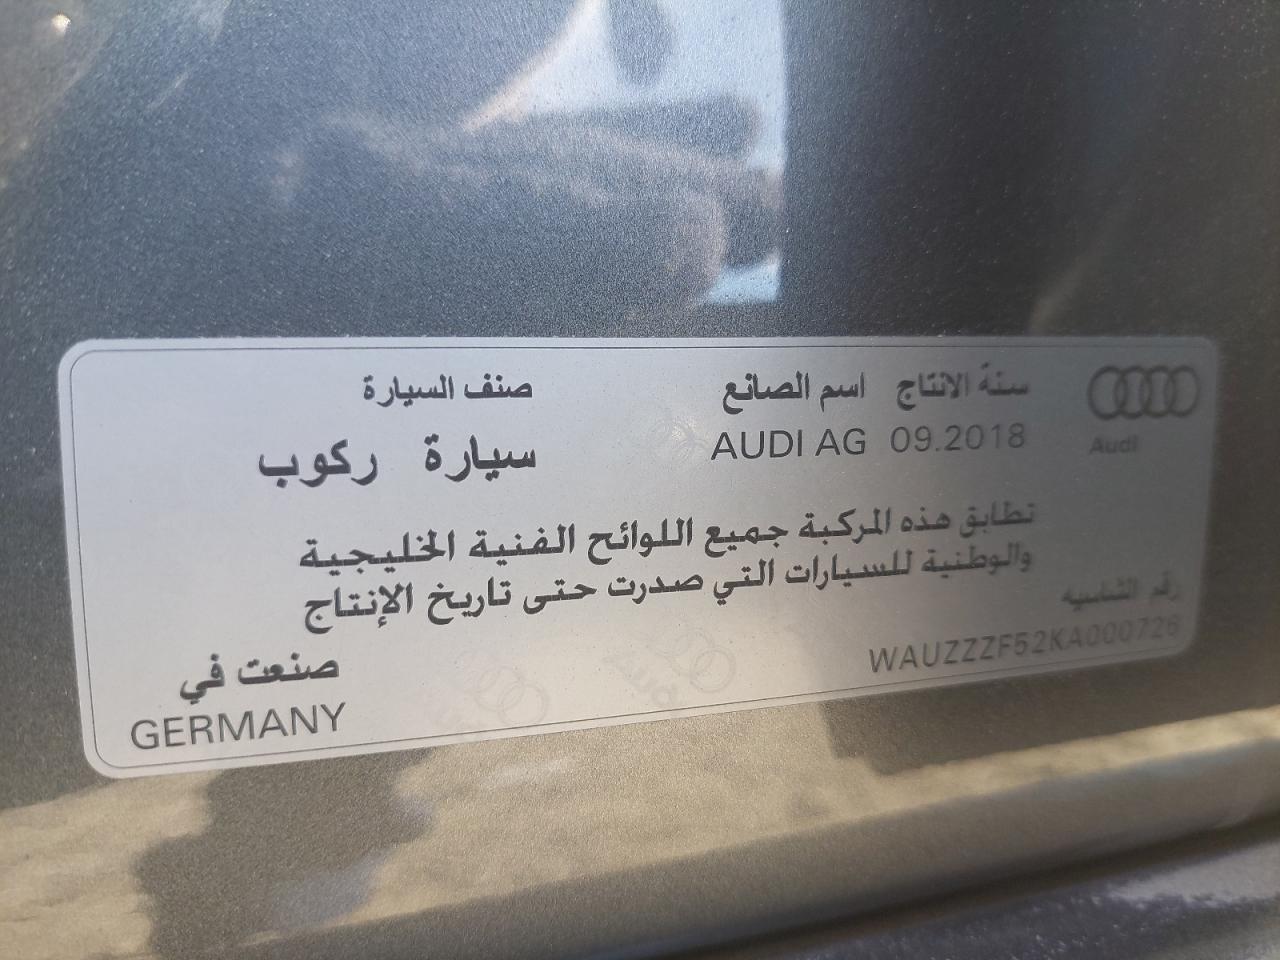 Audi
سنة الانتاج اسم الصانع صنف السيارة
09.2018 AUDI AG سيارة ركوب
تطابق هذه المركبة جميع اللوائح الفنية الخليجية
والوطنية للسيارات التي صدرت حتى تاريخ الإنتاج
رقم الشاسيه
WAUZZZF52KA000726
صنعت في
GERMANY